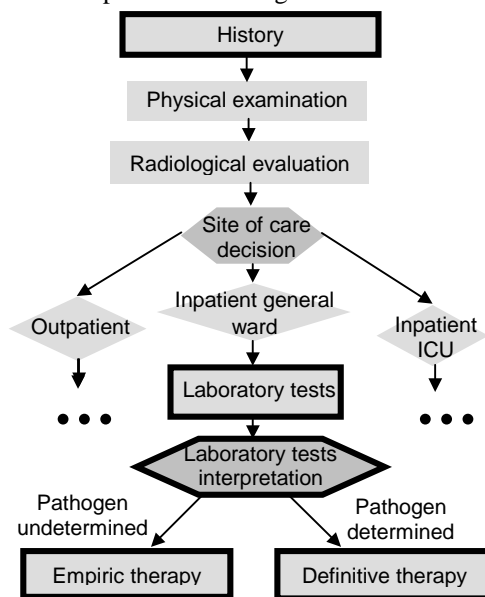 History
Physical examination
Radiological evaluation
Site of care
decision
Outpatient
Inpatient general
ward
Inpatient
ICU
Laboratory tests
Laboratory tests
interpretation
Pathogen
undetermined
Pathogen
determined
Empiric therapy
Definitive therapy